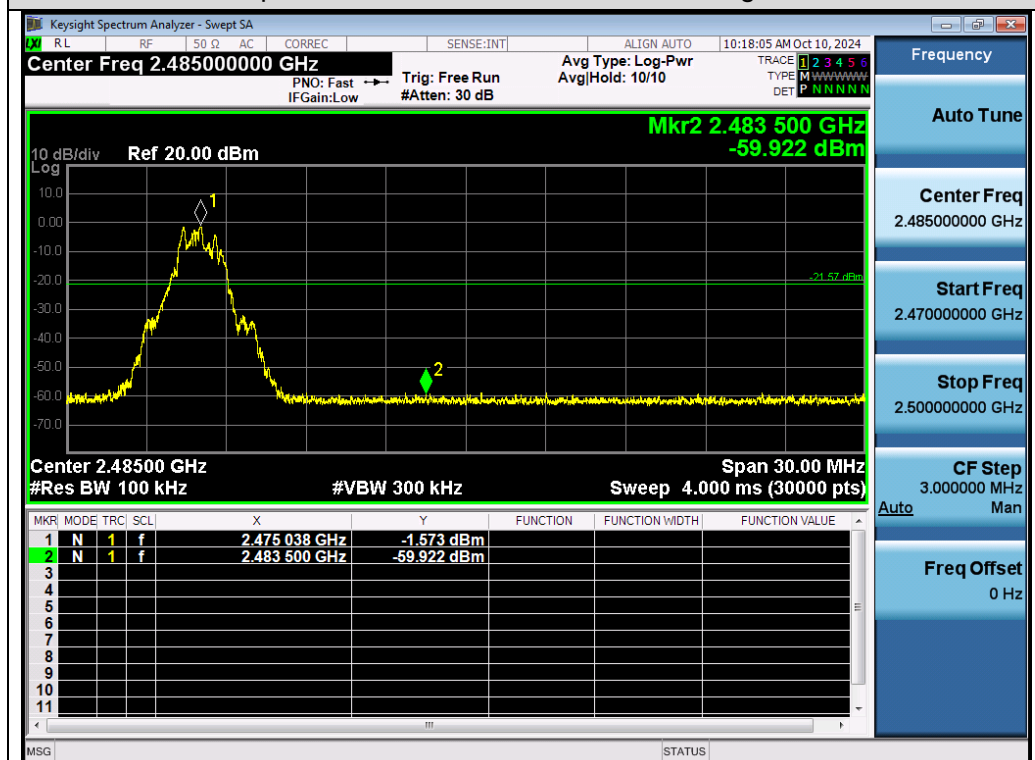 Keysight Spectrum Analyzer - Swept SA
LXI RL RF 50 Ω AC CORREC SENSE:INT ALIGN AUTO 10:18:05 AM Oct 10, 2024
Center Freq 2.485000000 GHz
PNO: Fast
IFGain:Low
Trig: Free Run
#Atten: 30 dB
Avg Type: Log-Pwr
Avg|Hold: 10/10
TRACE 1 2 3 4 5 6
TYPE M WWWWW
DET P N N N N N
Mkr2 2.483 500 GHz
-59.922 dBm
10 dB/div Ref 20.00 dBm
Log
10.0
0.00
-10.0
-20.0
-30.0
-40.0
-50.0
-60.0
-70.0
1
2
-21.57 dBm
Center 2.48500 GHz Span 30.00 MHz
#Res BW 100 kHz #VBW 300 kHz Sweep 4.000 ms (30000 pts)
MKR MODE TRC SCL X Y FUNCTION FUNCTION WIDTH FUNCTION VALUE
1 N 1 f 2.475 038 GHz -1.573 dBm
2 N 1 f 2.483 500 GHz -59.922 dBm
3
4
5
6
7
8
9
10
11
MSG STATUS
Frequency
Auto Tune
Center Freq
2.485000000 GHz
Start Freq
2.470000000 GHz
Stop Freq
2.500000000 GHz
CF Step
3.000000 MHz
Auto Man
Freq Offset
0 Hz